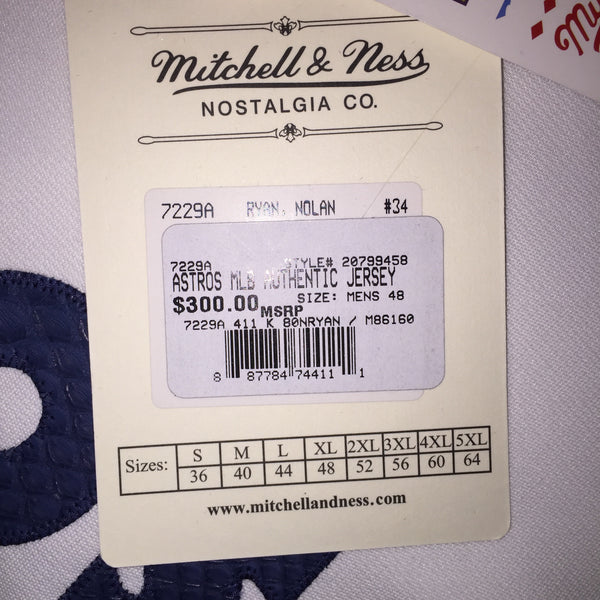 Mitchell & Ness
NOSTALGIA CO.
7229A RYAN, NOLAN #34
7229A STYLE# 20799458
ASTROS MLB AUTHENTIC JERSEY
$300.00 MSRP SIZE: MENS 48
7229A 411 K 80NRYAN / M86160
8 87784 74411 1
Sizes: S M L XL 2XL 3XL 4XL 5XL
36 40 44 48 52 56 60 64
www.mitchellandness.com